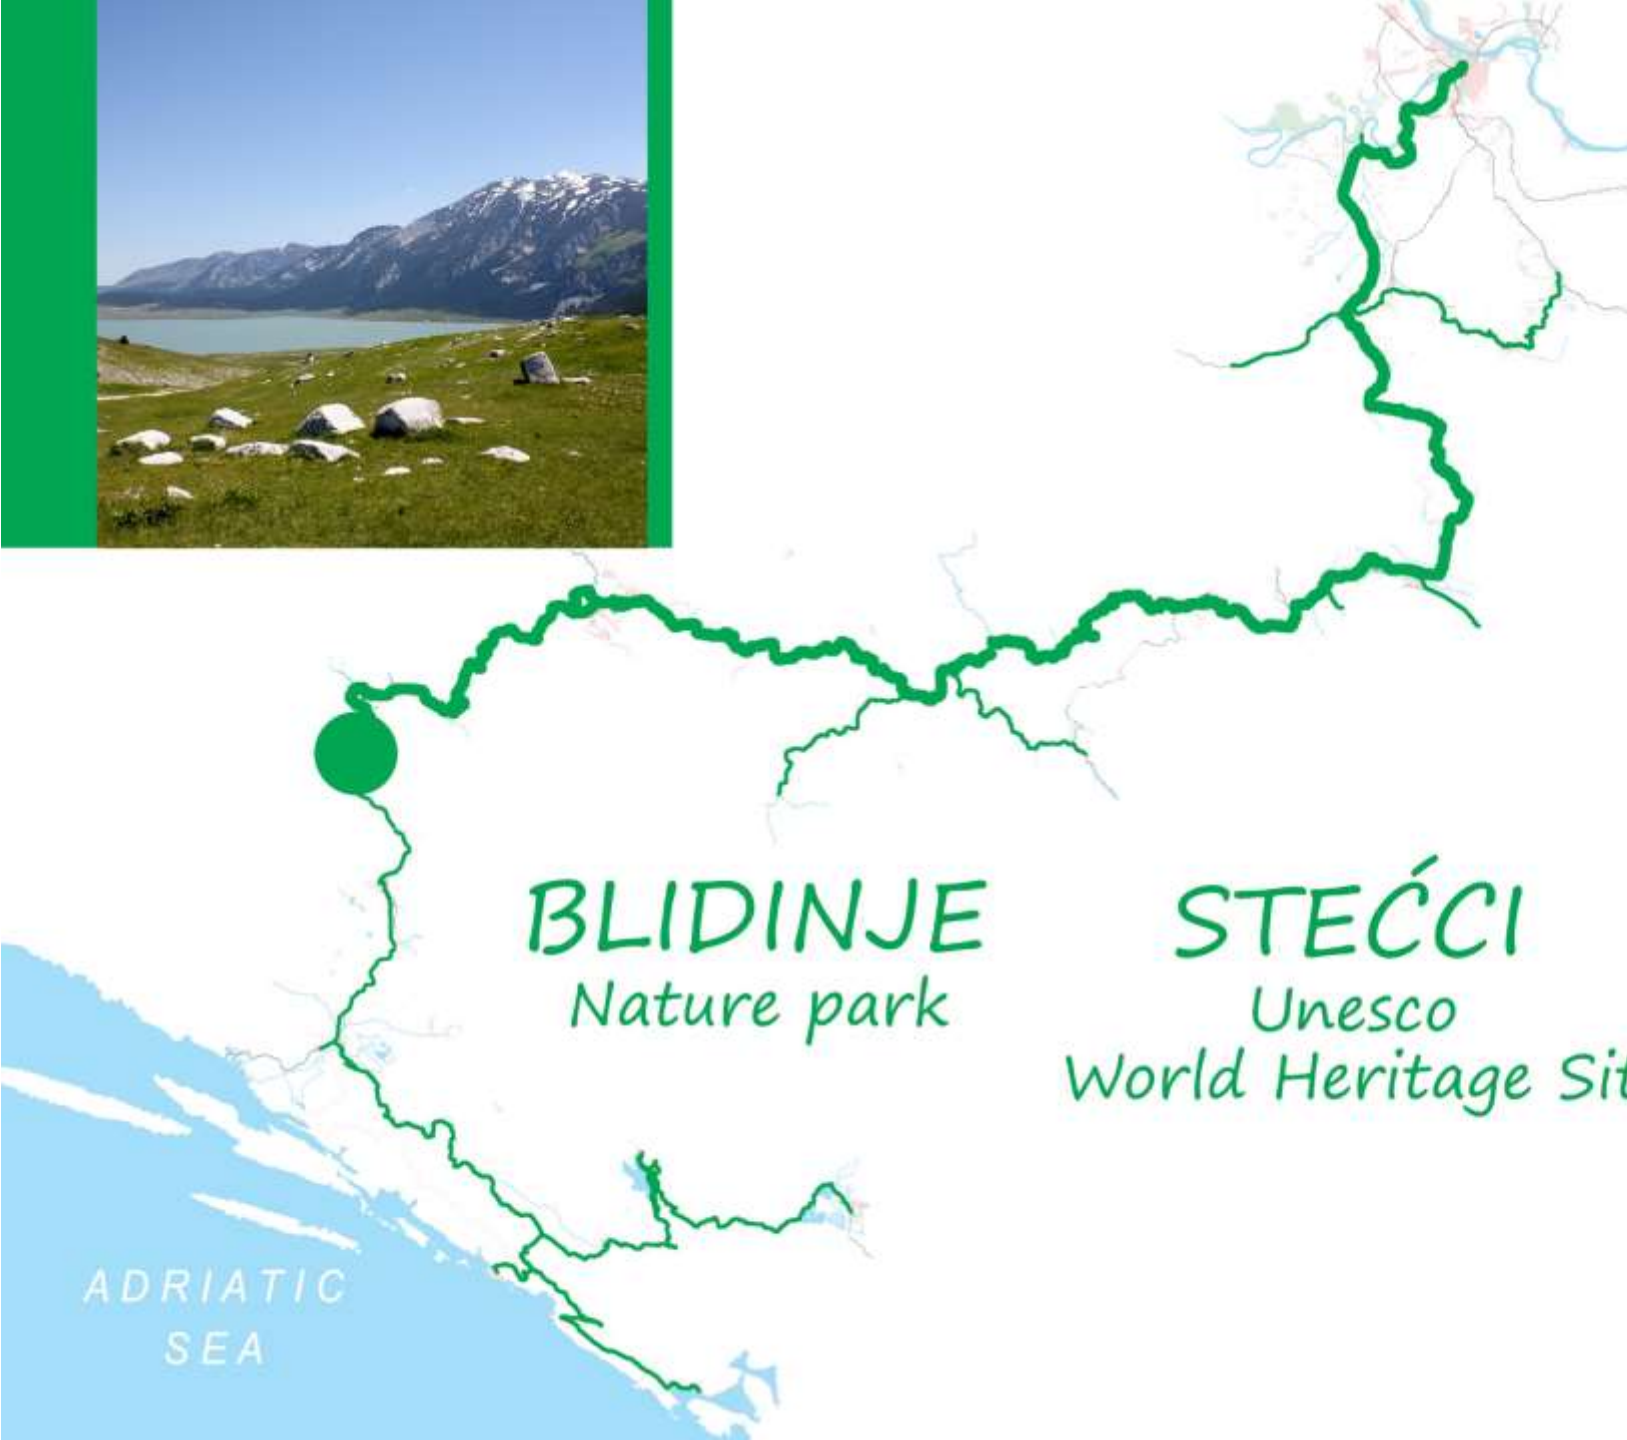 BLIDINJE
Nature park
STEĆCI
Unesco
World Heritage Sit
ADRIATIC
SEA